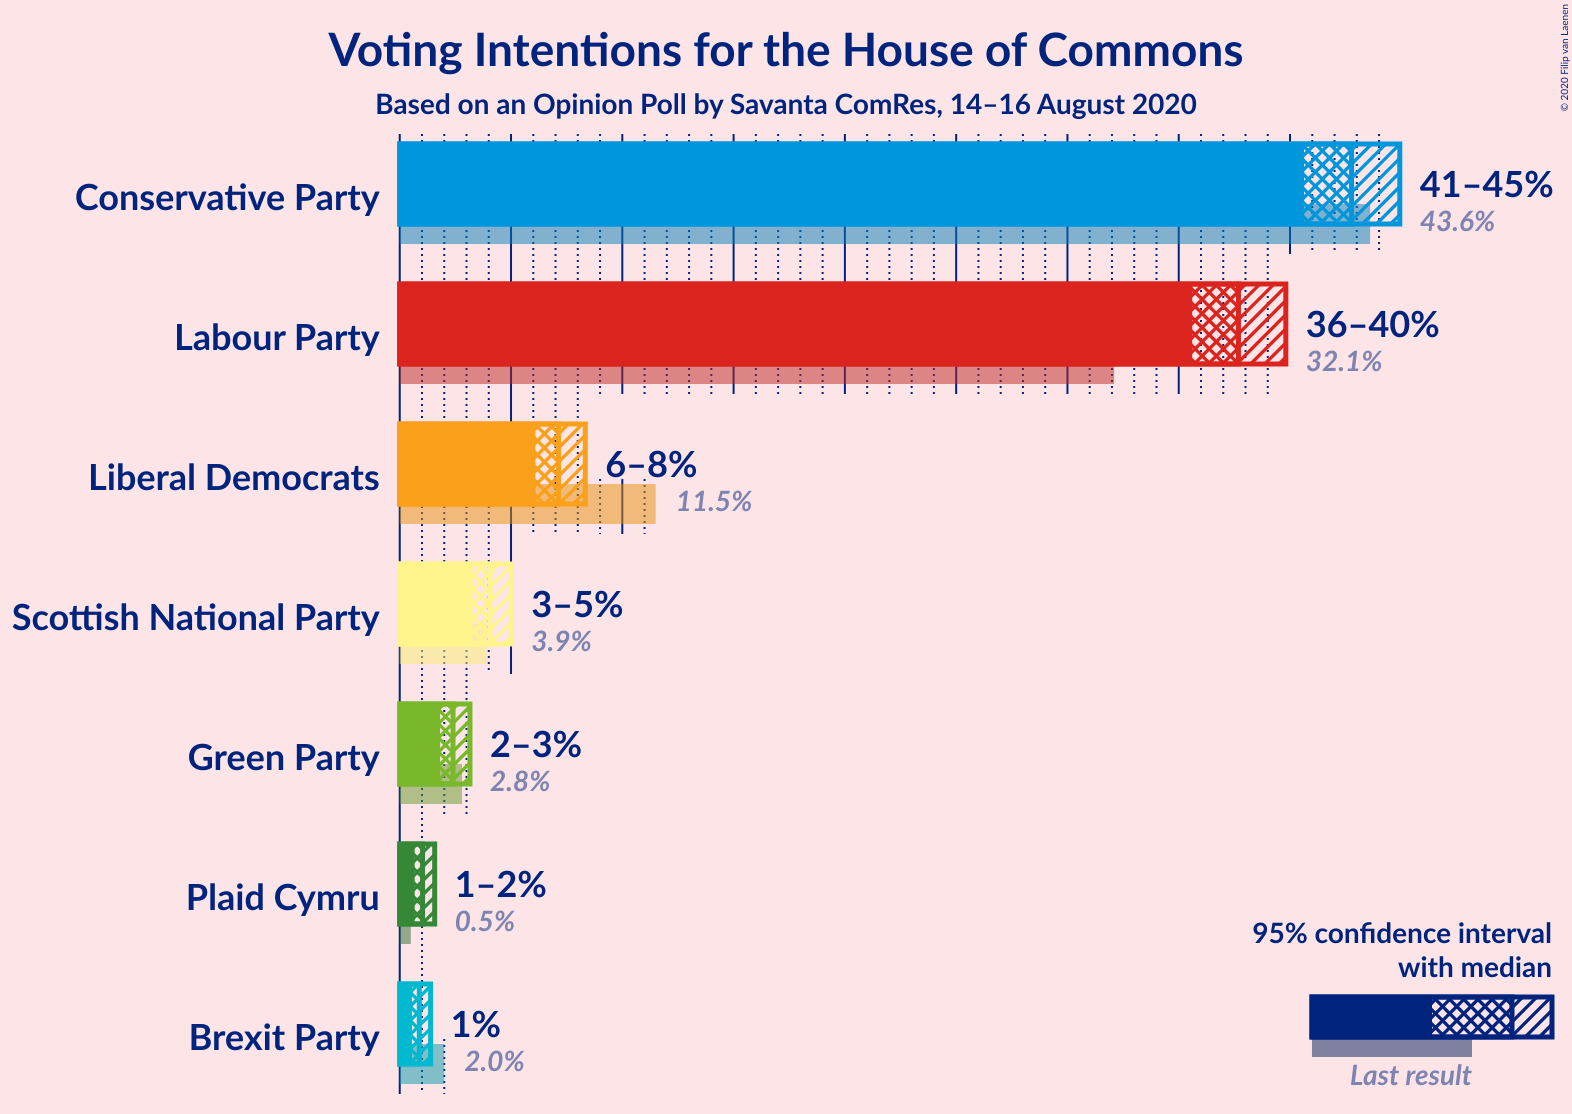 Voting Intentions for the House of Commons
Based on an Opinion Poll by Savanta ComRes, 14–16 August 2020
© 2020 Filip van Laenen
Conservative Party
41–45%
43.6%
Labour Party
36–40%
32.1%
Liberal Democrats
6–8%
11.5%
Scottish National Party
3–5%
3.9%
Green Party
2–3%
2.8%
Plaid Cymru
1–2%
0.5%
Brexit Party
1%
2.0%
95% confidence interval
with median
Last result